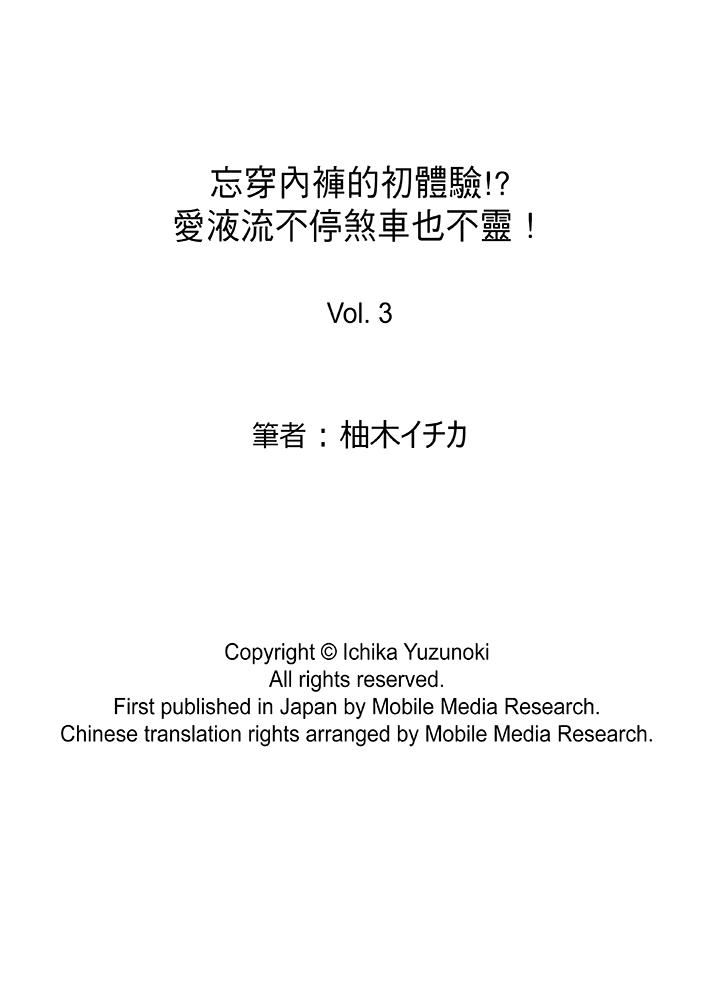 忘穿內褲的初體驗!?
愛液流不停煞車也不靈！
Vol. 3
筆者：柚木イチカ
Copyright © Ichika Yuzunoki
All rights reserved.
First published in Japan by Mobile Media Research.
Chinese translation rights arranged by Mobile Media Research.